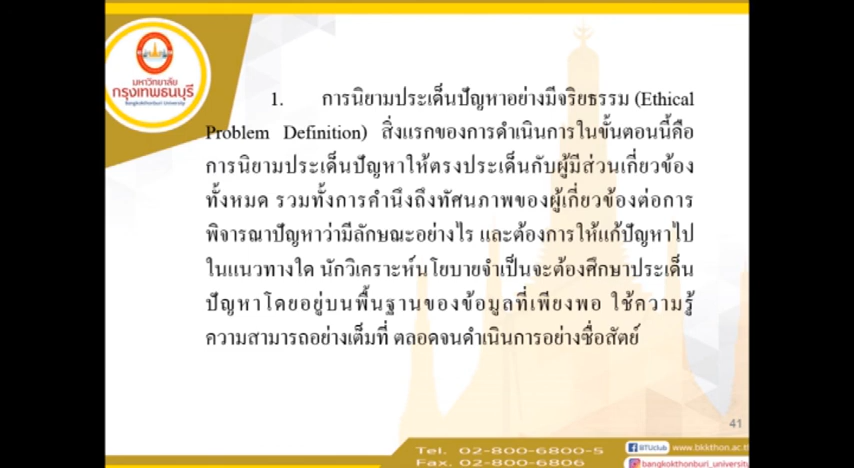 มหาวิทยาลัย
กรุงเทพธนบุรี
Bangkokthonburi University
1. การนิยามประเด็นปัญหาอย่างมีจริยธรรม (Ethical
Problem Definition) สิ่งแรกของการดำเนินการในขั้นตอนนี้คือ
การนิยามประเด็นปัญหาให้ตรงประเด็นกับผู้มีส่วนเกี่ยวข้อง
ทั้งหมด รวมทั้งการคำนึงถึงทัศนภาพของผู้เกี่ยวข้องต่อการ
พิจารณาปัญหาว่ามีลักษณะอย่างไร และต้องการให้แก้ปัญหาไป
ในแนวทางใด นักวิเคราะห์นโยบายจำเป็นจะต้องศึกษาประเด็น
ปัญหาโดยอยู่บนพื้นฐานของข้อมูลที่เพียงพอ ใช้ความรู้
ความสามารถอย่างเต็มที่ ตลอดจนดำเนินการอย่างซื่อสัตย์
41
Tel. 02-800-6800-5
BTUclub www.bkkthon.ac.t
Fax. 02-800-6806
bangkokthonburi_university